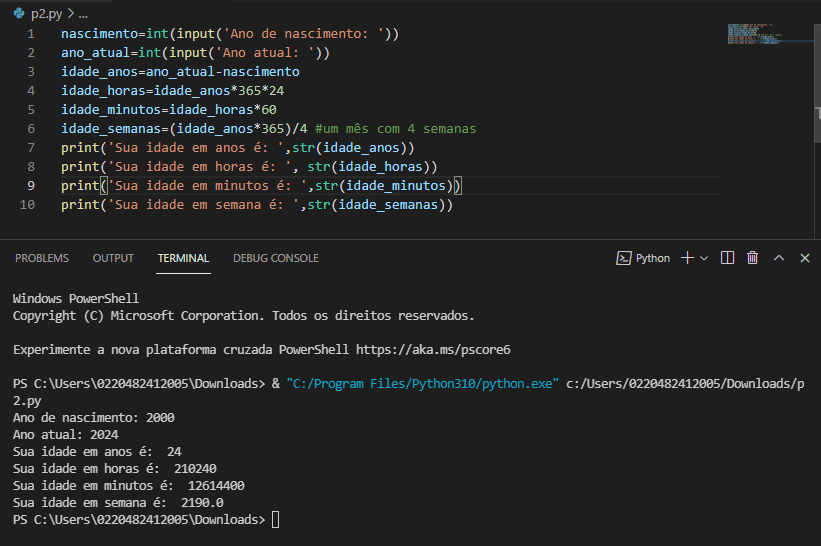 p2.py > ...
1 nascimento=int(input('Ano de nascimento: '))
2 ano_atual=int(input('Ano atual: '))
3 idade_anos=ano_atual-nascimento
4 idade_horas=idade_anos*365*24
5 idade_minutos=idade_horas*60
6 idade_semanas=(idade_anos*365)/4 #um mês com 4 semanas
7 print('Sua idade em anos é: ',str(idade_anos))
8 print('Sua idade em horas é: ', str(idade_horas))
9 print('Sua idade em minutos é: ',str(idade_minutos))
10 print('Sua idade em semana é: ',str(idade_semanas))
PROBLEMS OUTPUT TERMINAL DEBUG CONSOLE Python
Windows PowerShell
Copyright (C) Microsoft Corporation. Todos os direitos reservados.
Experimente a nova plataforma cruzada PowerShell https://aka.ms/pscore6
PS C:\Users\0220482412005\Downloads> & "C:/Program Files/Python310/python.exe" c:/Users/0220482412005/Downloads/p
2.py
Ano de nascimento: 2000
Ano atual: 2024
Sua idade em anos é:  24
Sua idade em horas é:  210240
Sua idade em minutos é:  12614400
Sua idade em semana é:  2190.0
PS C:\Users\0220482412005\Downloads>